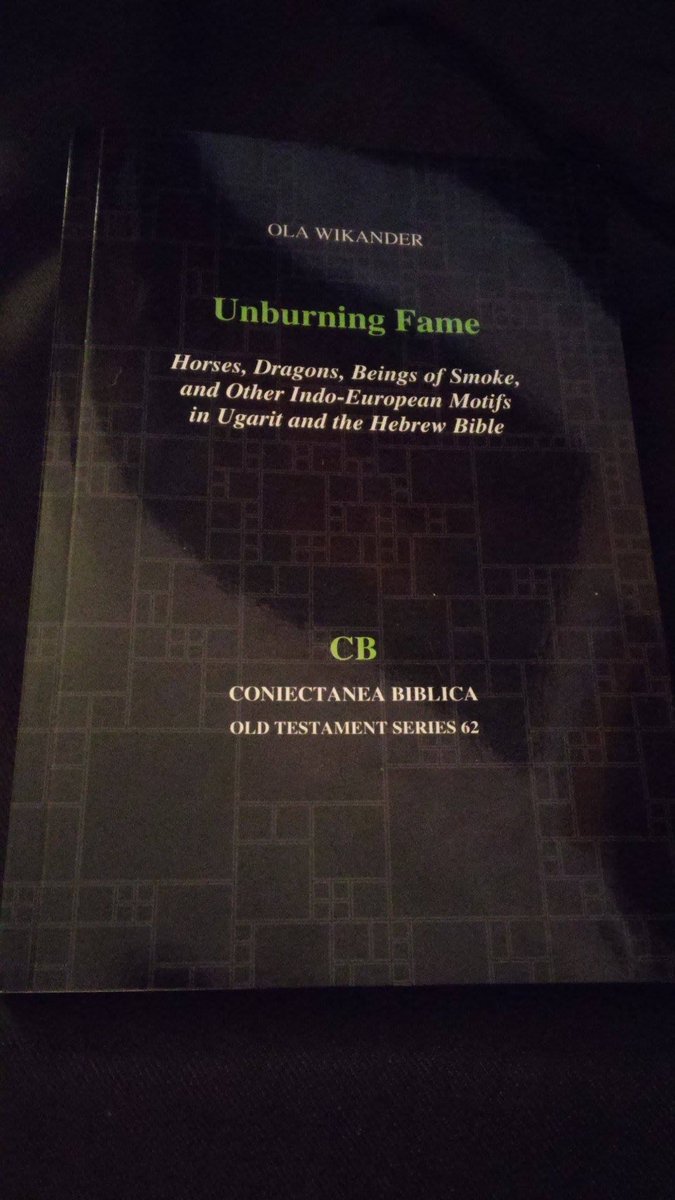 OLA WIKANDER
Unburning Fame
Horses, Dragons, Beings of Smoke,
and Other Indo-European Motifs
in Ugarit and the Hebrew Bible
CB
CONIECTANEA BIBLICA
OLD TESTAMENT SERIES 62